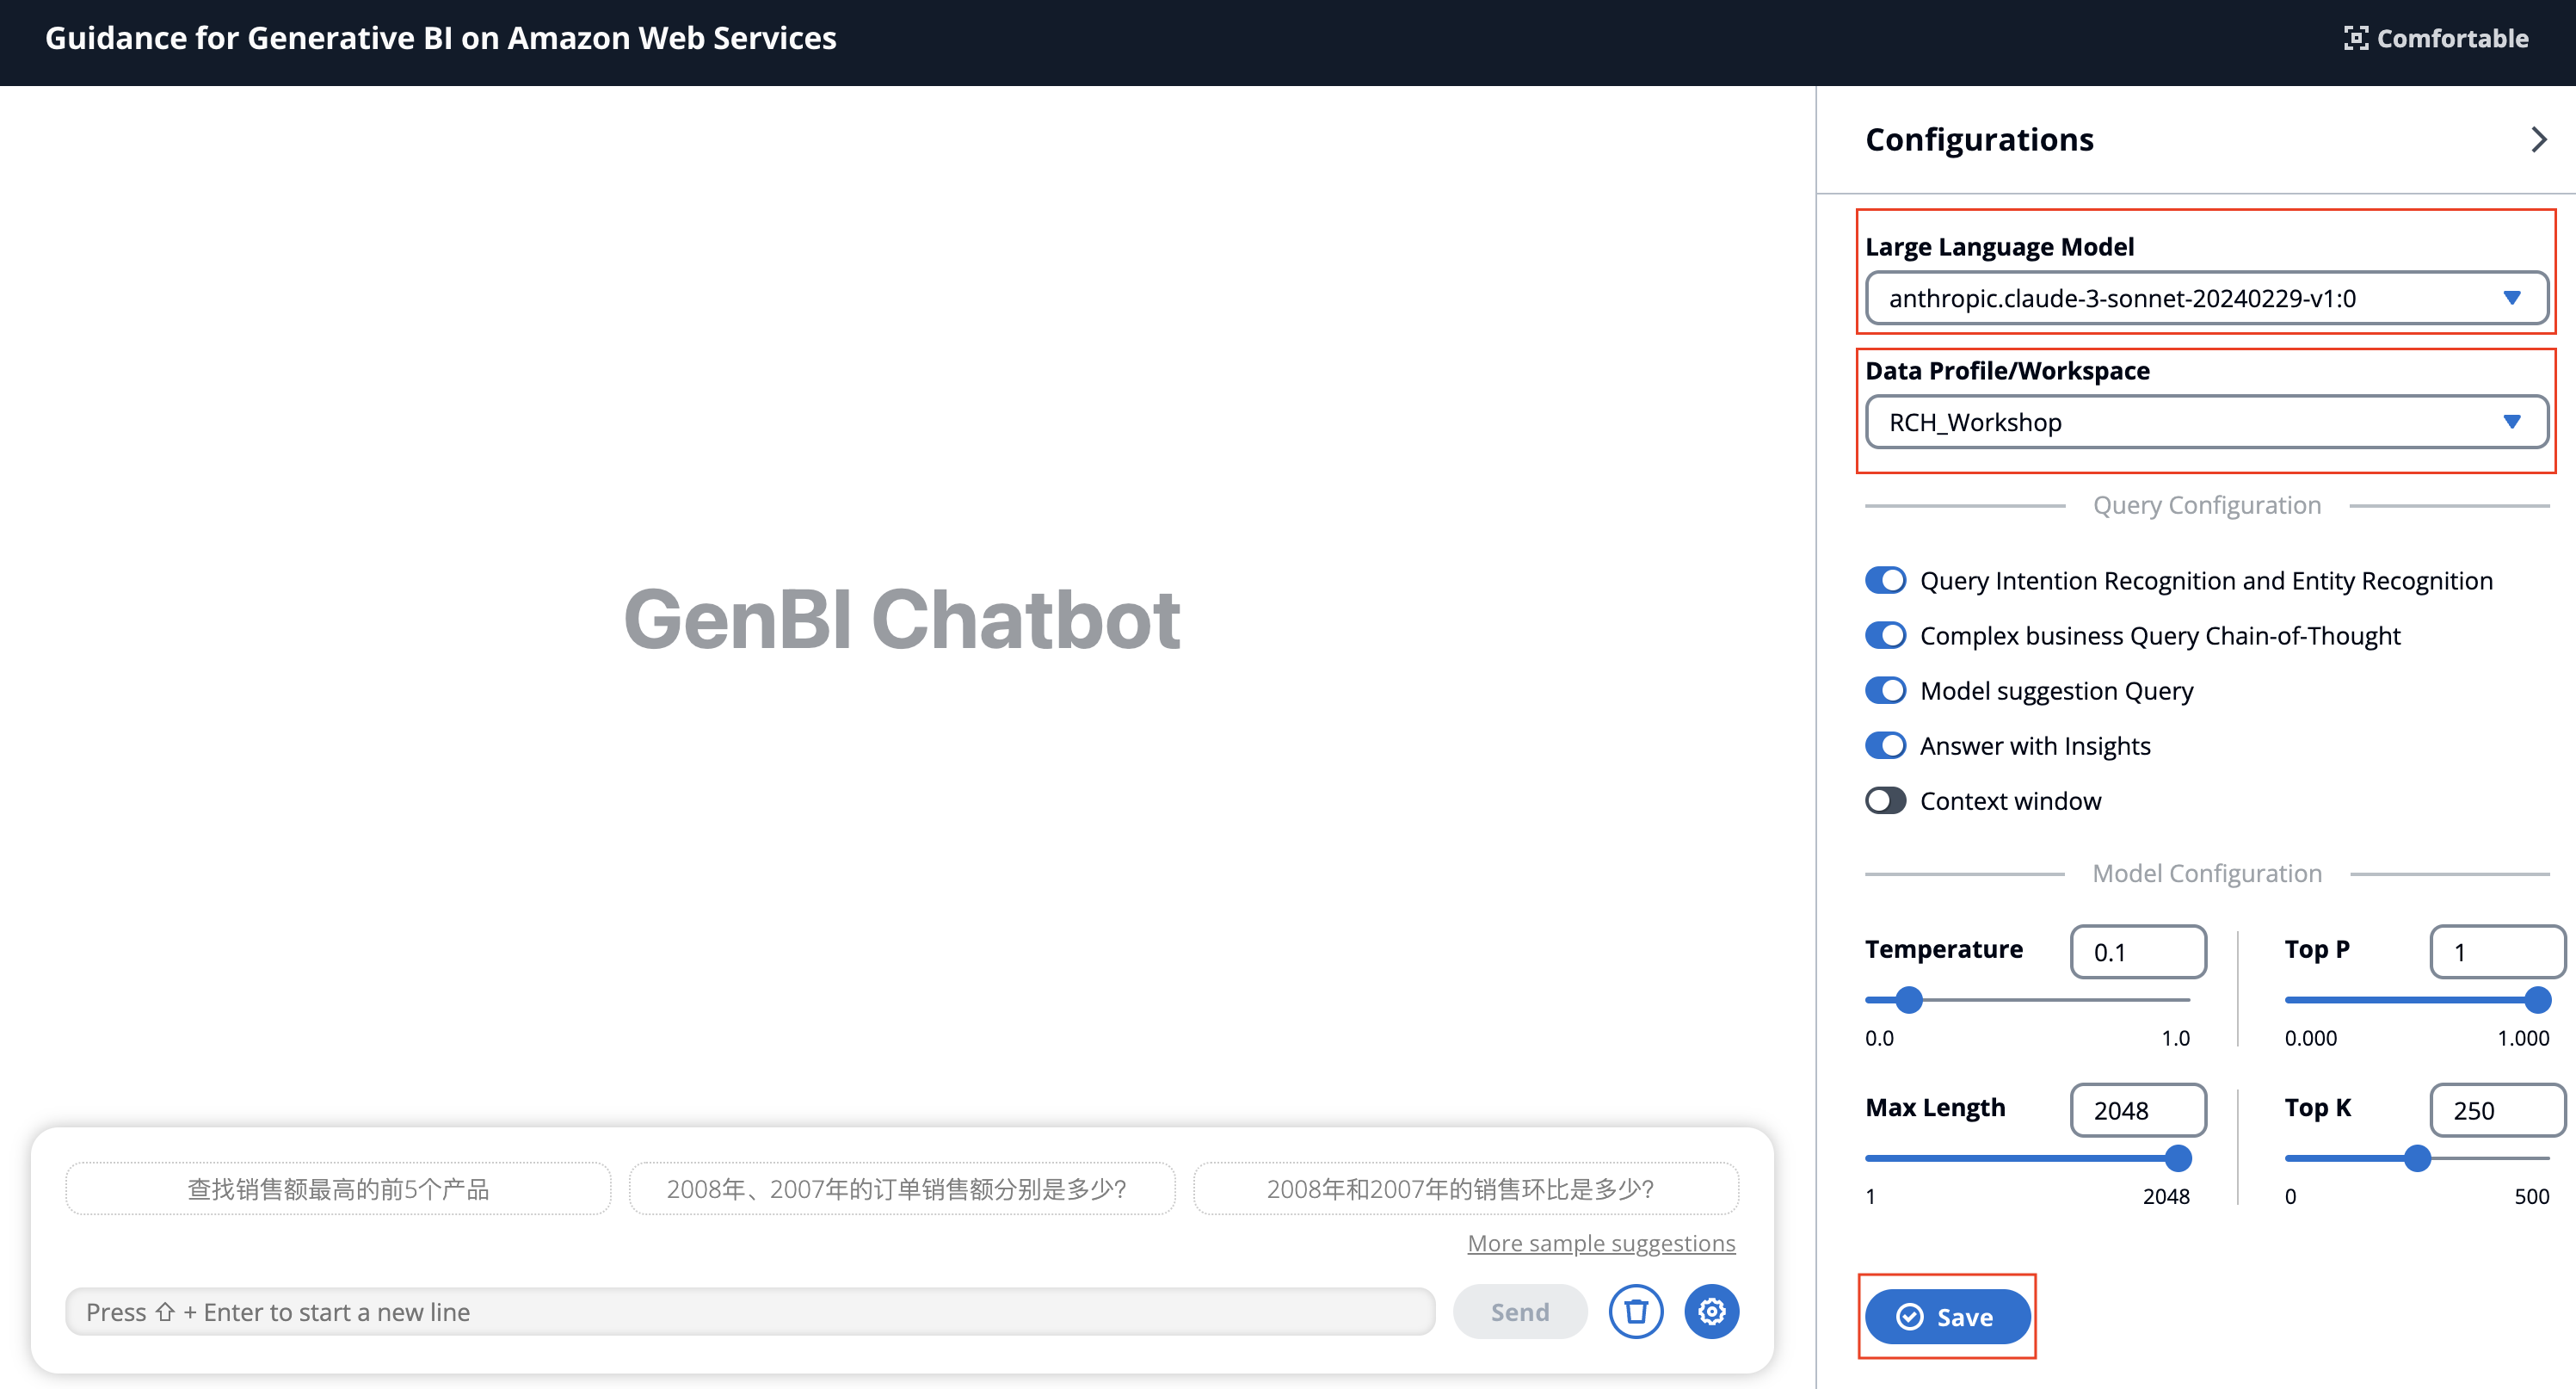 Guidance for Generative BI on Amazon Web Services
Comfortable
GenBI Chatbot
查找销售额最高的前5个产品
2008年、2007年的订单销售额分别是多少?
2008年和2007年的销售环比是多少?
More sample suggestions
Press ⇧ + Enter to start a new line
Send
Configurations
Large Language Model
anthropic.claude-3-sonnet-20240229-v1:0
Data Profile/Workspace
RCH_Workshop
Query Configuration
Query Intention Recognition and Entity Recognition
Complex business Query Chain-of-Thought
Model suggestion Query
Answer with Insights
Context window
Model Configuration
Temperature 0.1
0.0 1.0
Top P 1
0.000 1.000
Max Length 2048
1 2048
Top K 250
0 500
Save